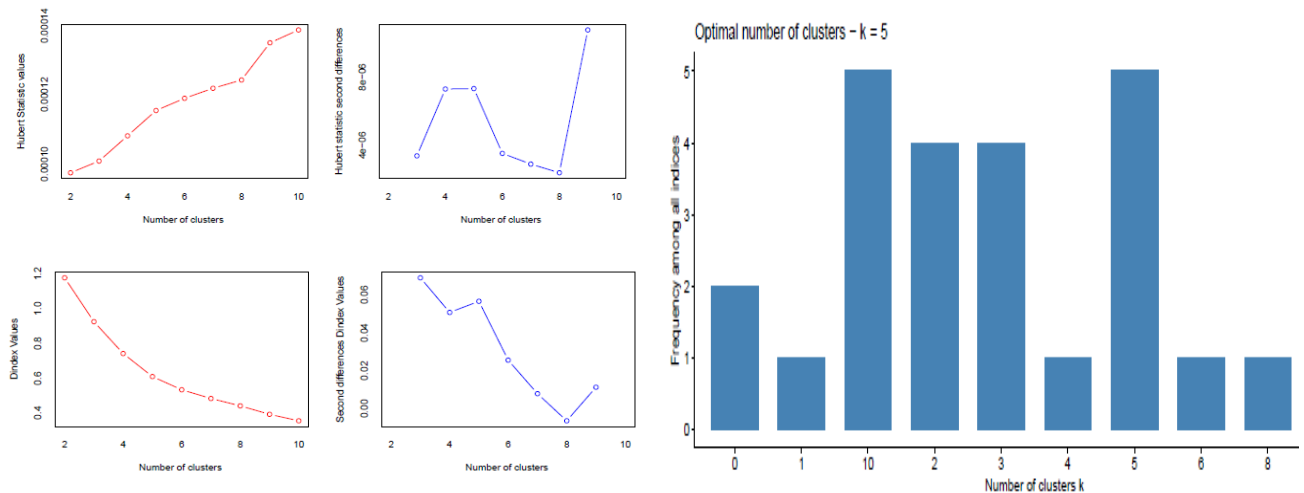 Hubert Statistic values
0.00010 0.00012 0.00014
2 4 6 8 10
Number of clusters
Hubert statistic second differences
4e-06 8e-06
2 4 6 8 10
Number of clusters
Dindex Values
0.4 0.6 0.8 1.0 1.2
2 4 6 8 10
Number of clusters
Second differences Dindex Values
0.00 0.02 0.04 0.06
2 4 6 8 10
Number of clusters
Optimal number of clusters − k = 5
Frequency among all indices
5
4
3
2
1
0
0 1 10 2 3 4 5 6 8
Number of clusters k